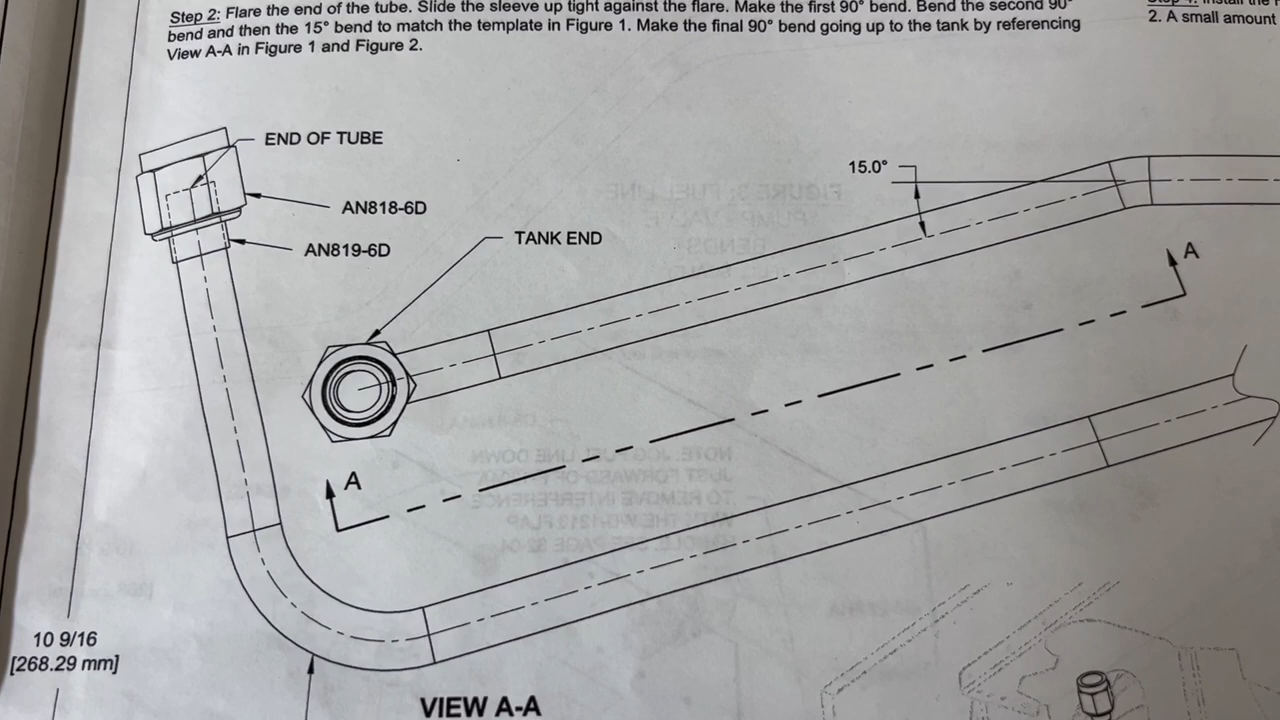 Step 2: Flare the end of the tube. Slide the sleeve up tight against the flare. Make the first 90° bend. Bend the second 90°
bend and then the 15° bend to match the template in Figure 1. Make the final 90° bend going up to the tank by referencing
View A-A in Figure 1 and Figure 2.
2. A small amount
END OF TUBE
AN818-6D
AN819-6D
TANK END
15.0°
A
A
10 9/16
[268.29 mm]
VIEW A-A